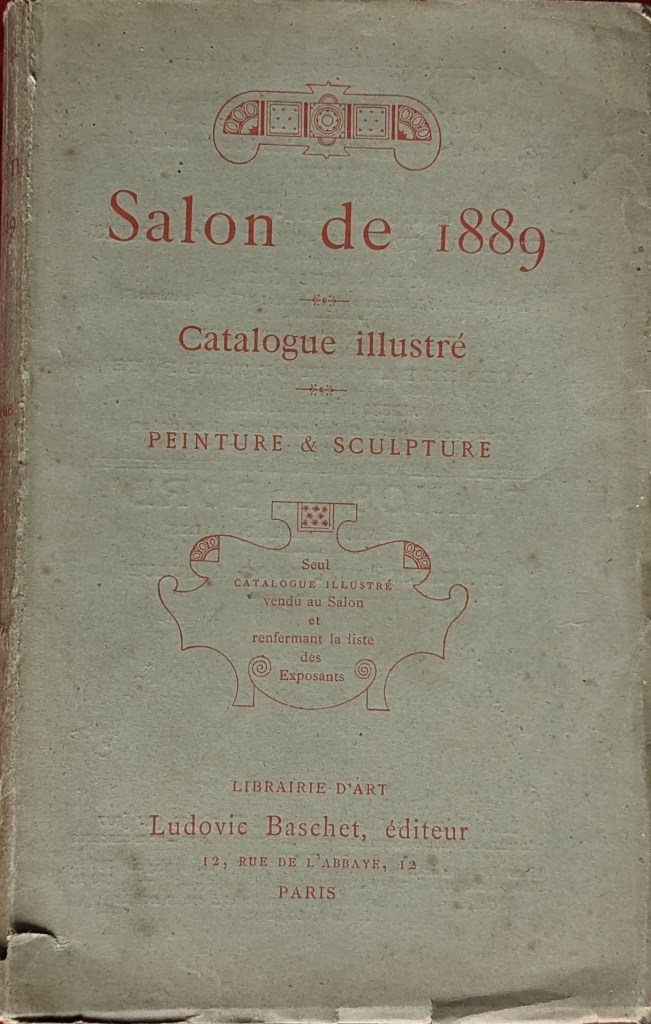 Salon de 1889
Catalogue illustré
PEINTURE & SCULPTURE
Seul
CATALOGUE ILLUSTRÉ
vendu au Salon
et
renfermant la liste
des
Exposants
LIBRAIRIE D'ART
Ludovic Baschet, éditeur
12, RUE DE L'ABBAYE, 12
PARIS